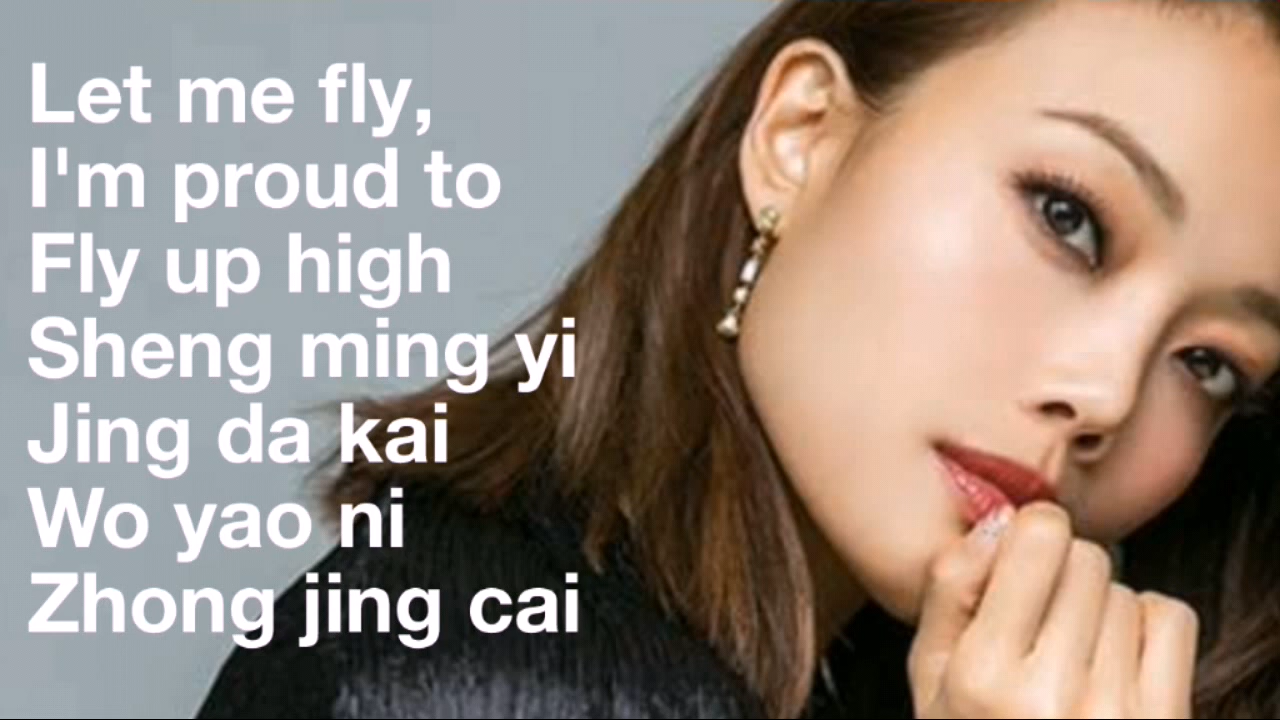 Let me fly,
I'm proud to
Fly up high
Sheng ming yi
Jing da kai
Wo yao ni
Zhong jing cai